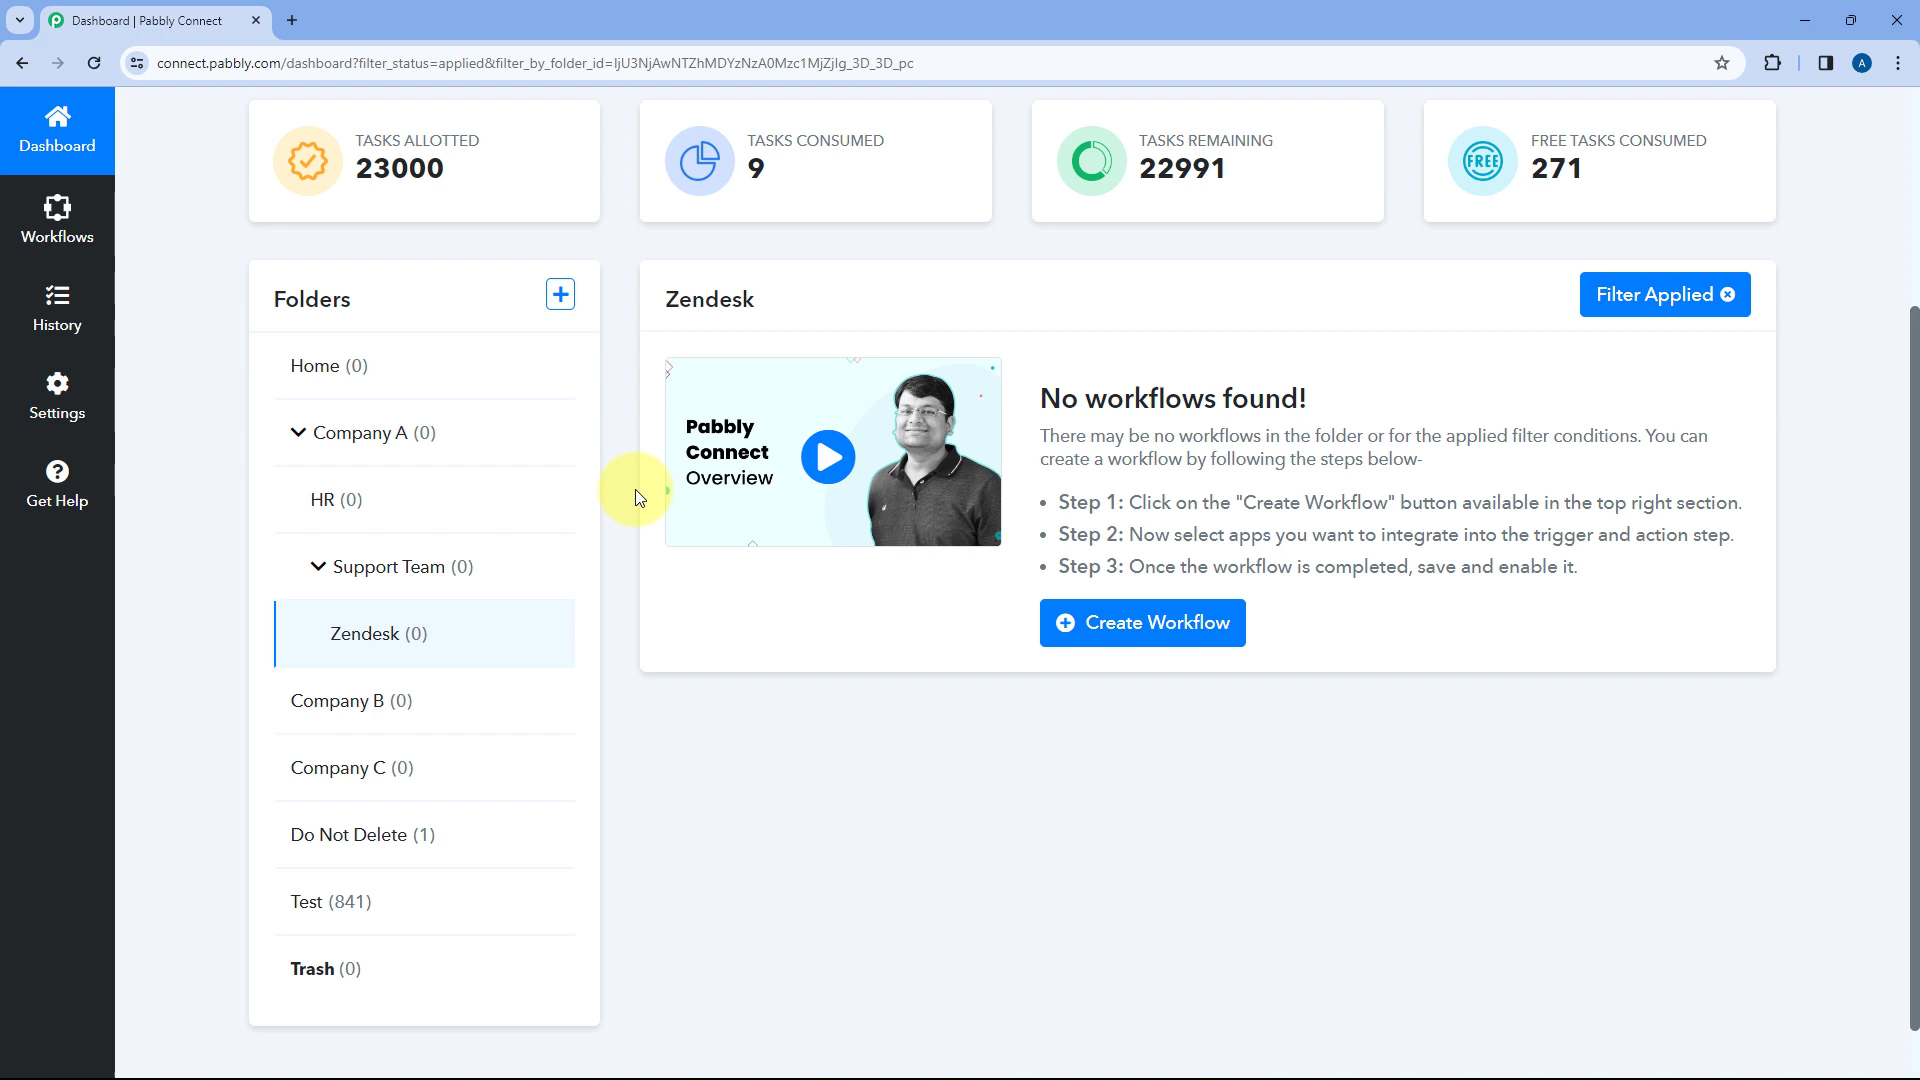 Dashboard | Pabbly Connect
connect.pabbly.com/dashboard?filter_status=applied&filter_by_folder_id=IjU3NjAwNTZhMDYzNzA0Mzc1MjZjIg_3D_3D_pc
A
Dashboard
Workflows
History
Settings
Get Help
TASKS ALLOTTED
23000
TASKS CONSUMED
9
TASKS REMAINING
22991
FREE
FREE TASKS CONSUMED
271
Folders
Home (0)
Company A (0)
HR (0)
Support Team (0)
Zendesk (0)
Company B (0)
Company C (0)
Do Not Delete (1)
Test (841)
Trash (0)
Zendesk
Filter Applied
Pabbly
Connect
Overview
No workflows found!
There may be no workflows in the folder or for the applied filter conditions. You can
create a workflow by following the steps below-
• Step 1: Click on the "Create Workflow" button available in the top right section.
• Step 2: Now select apps you want to integrate into the trigger and action step.
• Step 3: Once the workflow is completed, save and enable it.
Create Workflow